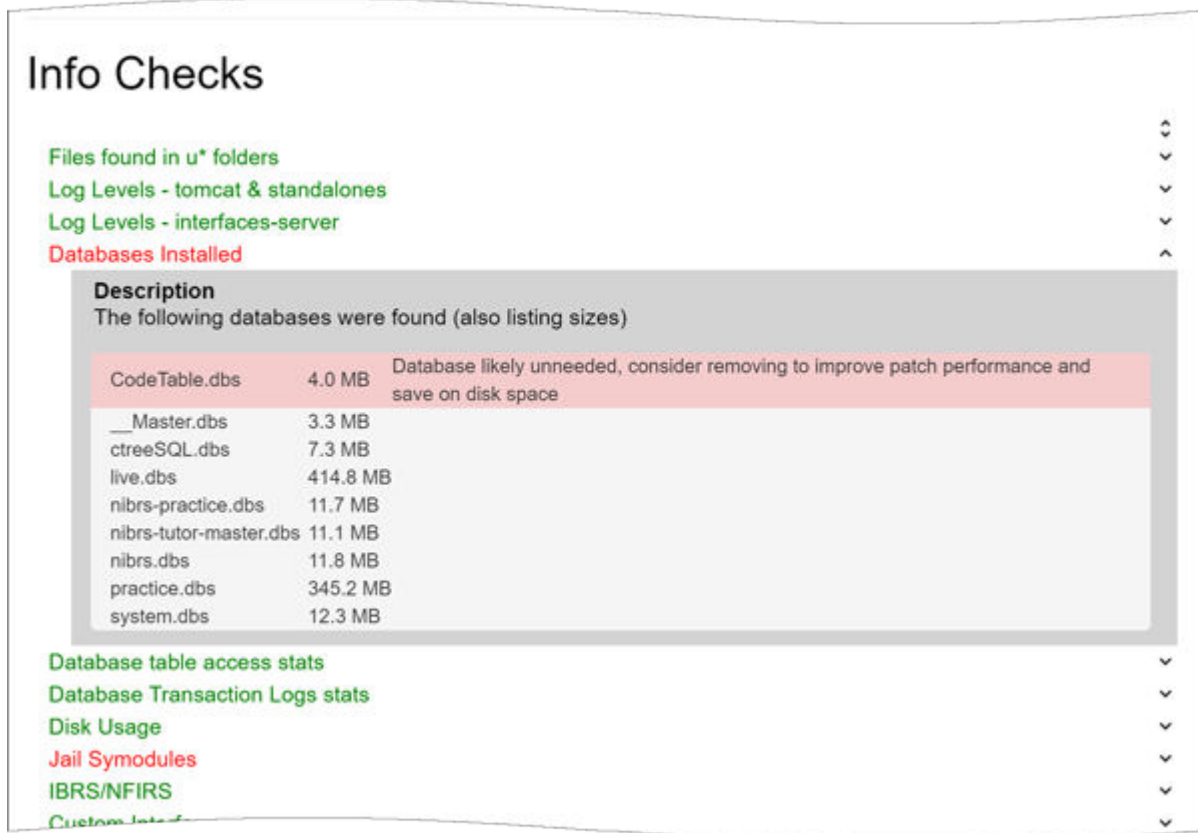 Info Checks
Files found in u* folders
Log Levels - tomcat & standalones
Log Levels - interfaces-server
Databases Installed
Description
The following databases were found (also listing sizes)
CodeTable.dbs 4.0 MB Database likely unneeded, consider removing to improve patch performance and
save on disk space
__Master.dbs 3.3 MB
ctreeSQL.dbs 7.3 MB
live.dbs 414.8 MB
nibrs-practice.dbs 11.7 MB
nibrs-tutor-master.dbs 11.1 MB
nibrs.dbs 11.8 MB
practice.dbs 345.2 MB
system.dbs 12.3 MB
Database table access stats
Database Transaction Logs stats
Disk Usage
Jail Symodules
IBRS/NFIRS
Custom